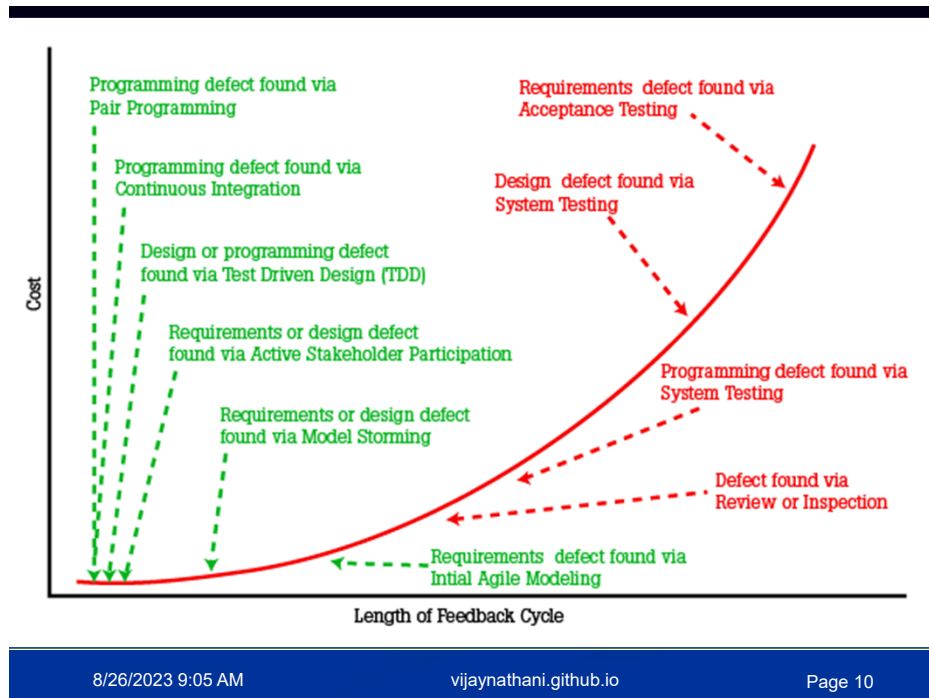 Programming defect found via
Pair Programming
Programming defect found via
Continuous Integration
Design or programming defect
found via Test Driven Design (TDD)
Requirements or design defect
found via Active Stakeholder Participation
Requirements or design defect
found via Model Storming
Requirements defect found via
Acceptance Testing
Design defect found via
System Testing
Programming defect found via
System Testing
Defect found via
Review or Inspection
Requirements defect found via
Intial Agile Modeling
Cost
Length of Feedback Cycle
8/26/2023 9:05 AM
vijaynathani.github.io
Page 10